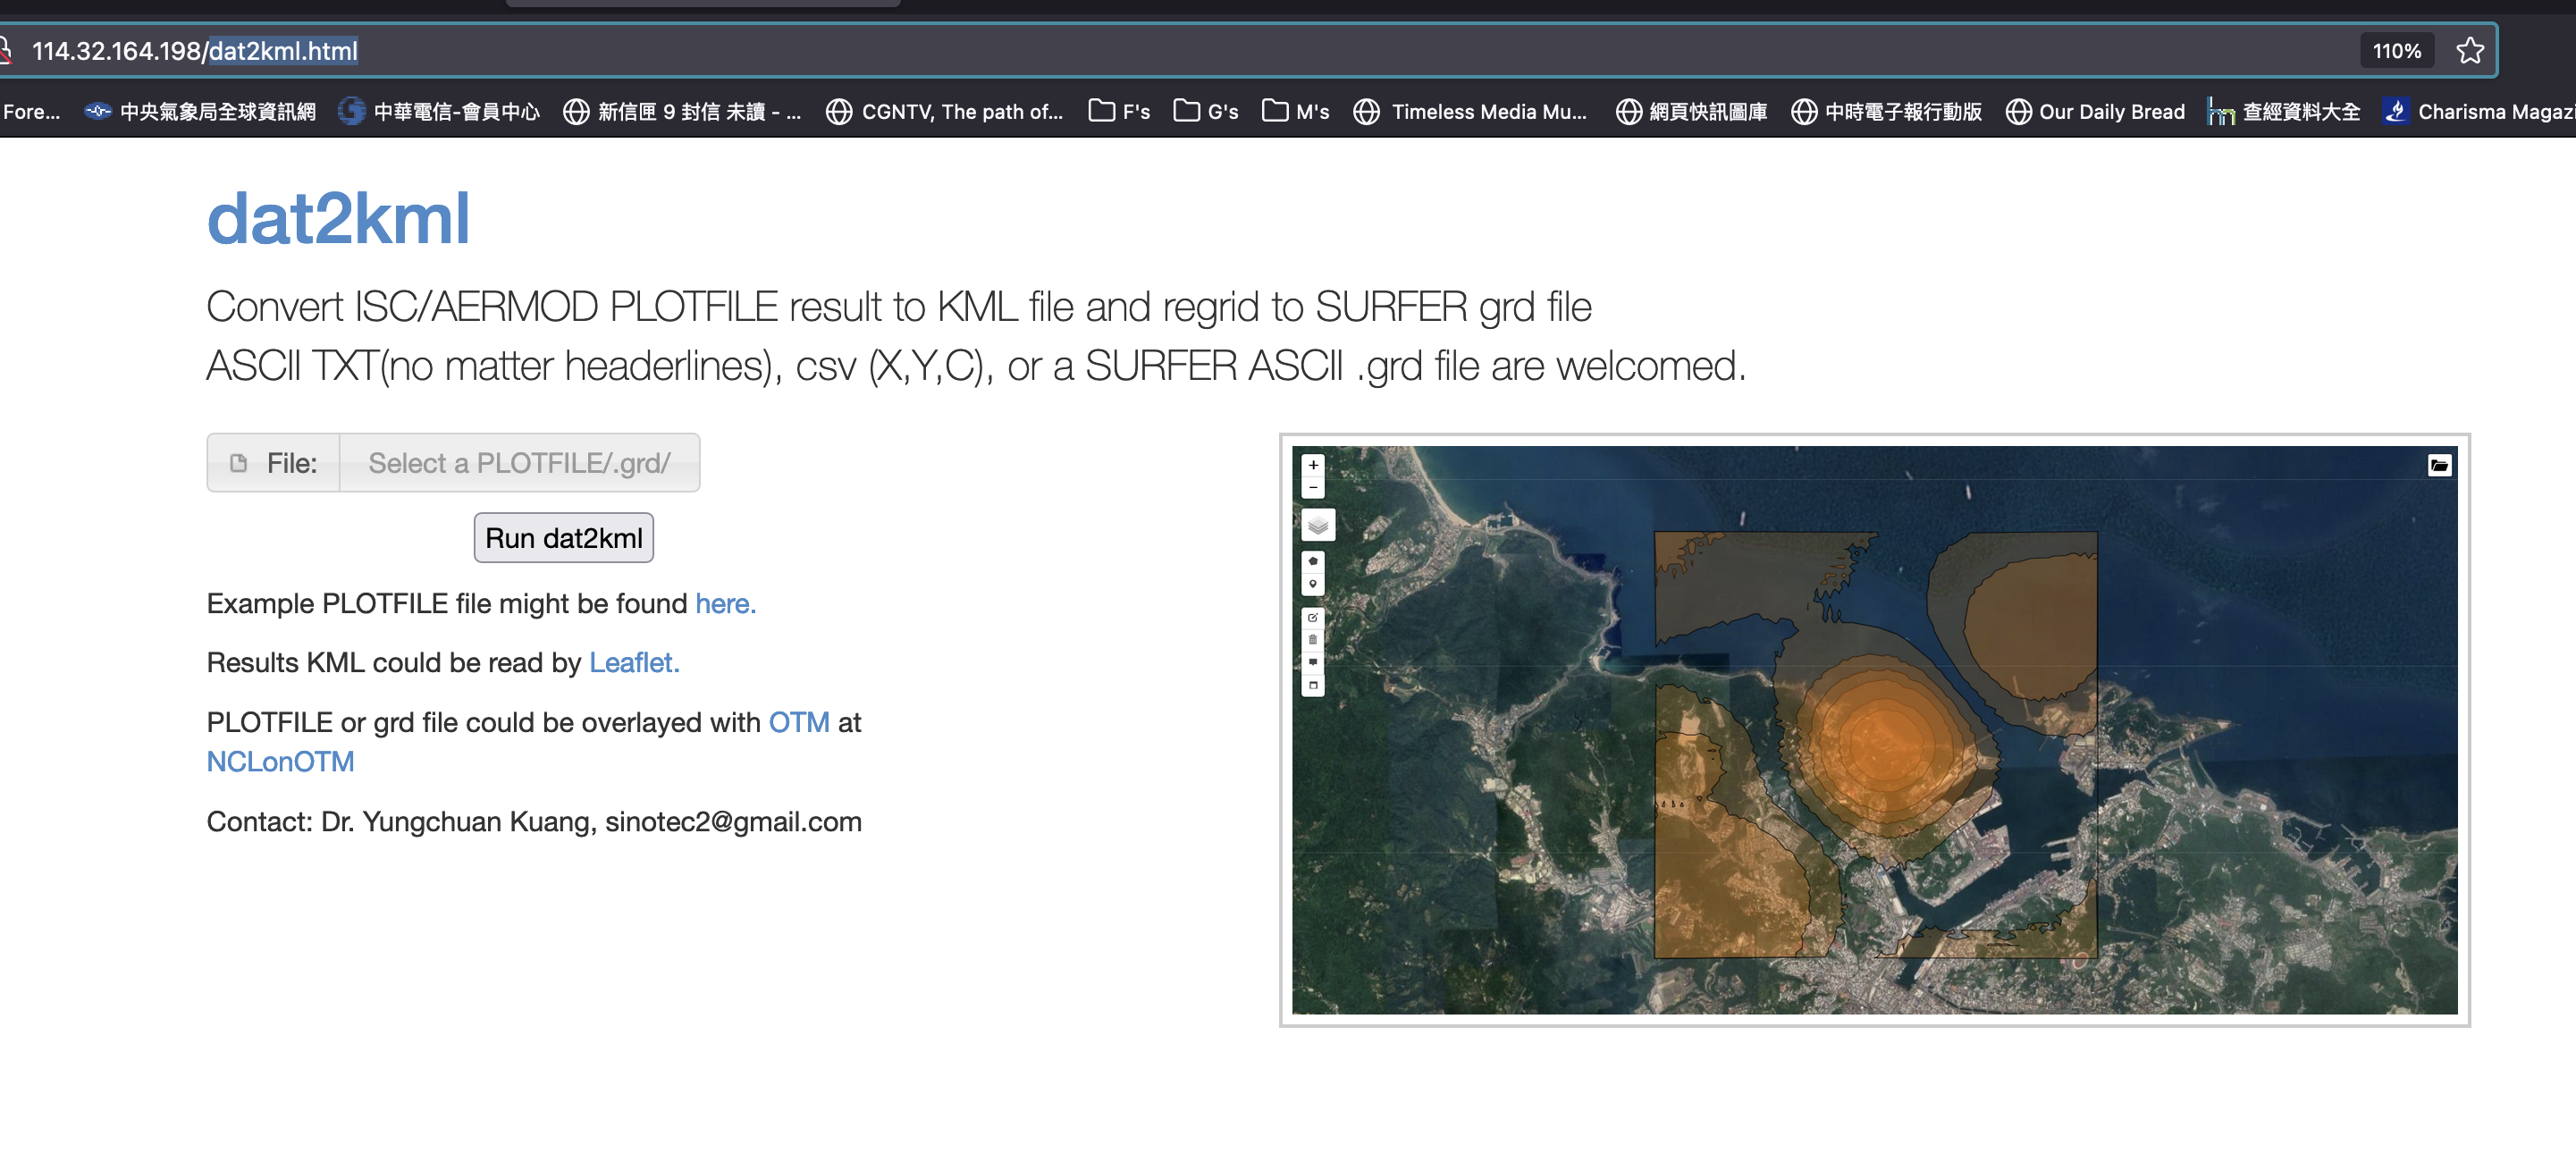 114.32.164.198/dat2kml.html
110%
Fore...
中央氣象局全球資訊網
中華電信-會員中心
新信匣 9 封信 未讀 - ...
CGNTV, The path of...
F's
G's
M's
Timeless Media Mu...
網頁快訊圖庫
中時電子報行動版
Our Daily Bread
查經資料大全
Charisma Magazi
dat2kml
Convert ISC/AERMOD PLOTFILE result to KML file and regrid to SURFER grd file
ASCII TXT(no matter headerlines), csv (X,Y,C), or a SURFER ASCII .grd file are welcomed.
File:
Select a PLOTFILE/.grd/
Run dat2kml
Example PLOTFILE file might be found here.
Results KML could be read by Leaflet.
PLOTFILE or grd file could be overlayed with OTM at
NCLonOTM
Contact: Dr. Yungchuan Kuang, sinotec2@gmail.com
+
−